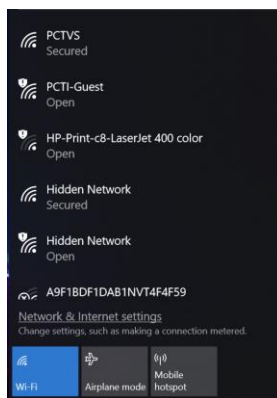 PCTVS
Secured
PCTI-Guest
Open
HP-Print-c8-LaserJet 400 color
Open
Hidden Network
Secured
Hidden Network
Open
A9F1BDF1DAB1NVT4F4F59
Network & Internet settings
Change settings, such as making a connection metered.
Wi-Fi
Airplane mode
Mobile
hotspot